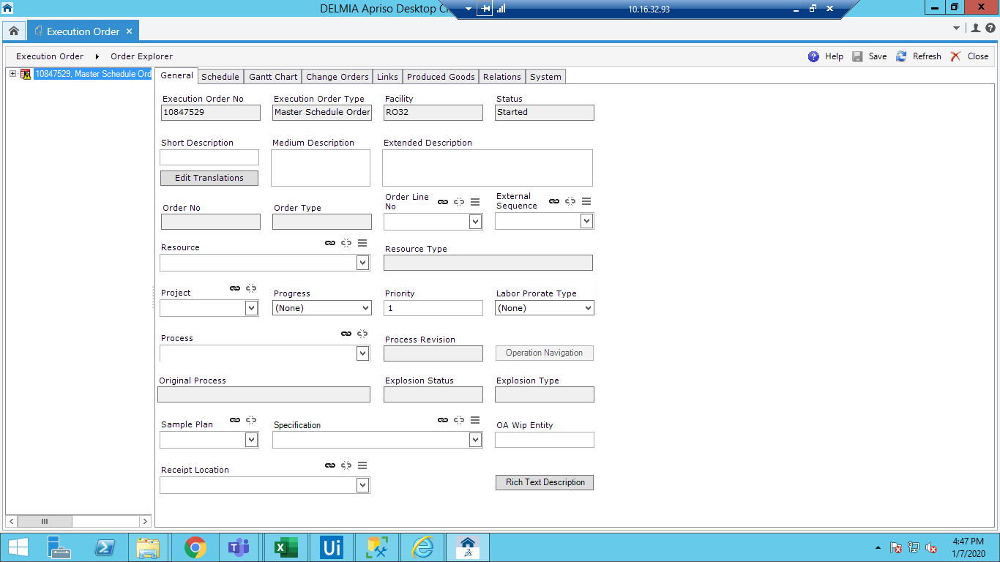 DELMIA Apriso Desktop Cl
10.16.32.93
Execution Order
Execution Order Order Explorer
Help Save Refresh Close
10847529, Master Schedule Ord
General Schedule Gantt Chart Change Orders Links Produced Goods Relations System
Execution Order No Execution Order Type Facility Status
10847529 Master Schedule Order RO32 Started
Short Description Medium Description Extended Description
Edit Translations
Order No Order Type Order Line No External Sequence
Resource Resource Type
Project Progress Priority Labor Prorate Type
(None) 1 (None)
Process Process Revision
Operation Navigation
Original Process Explosion Status Explosion Type
Sample Plan Specification OA Wip Entity
Receipt Location
Rich Text Description
Ui
4:47 PM
1/7/2020